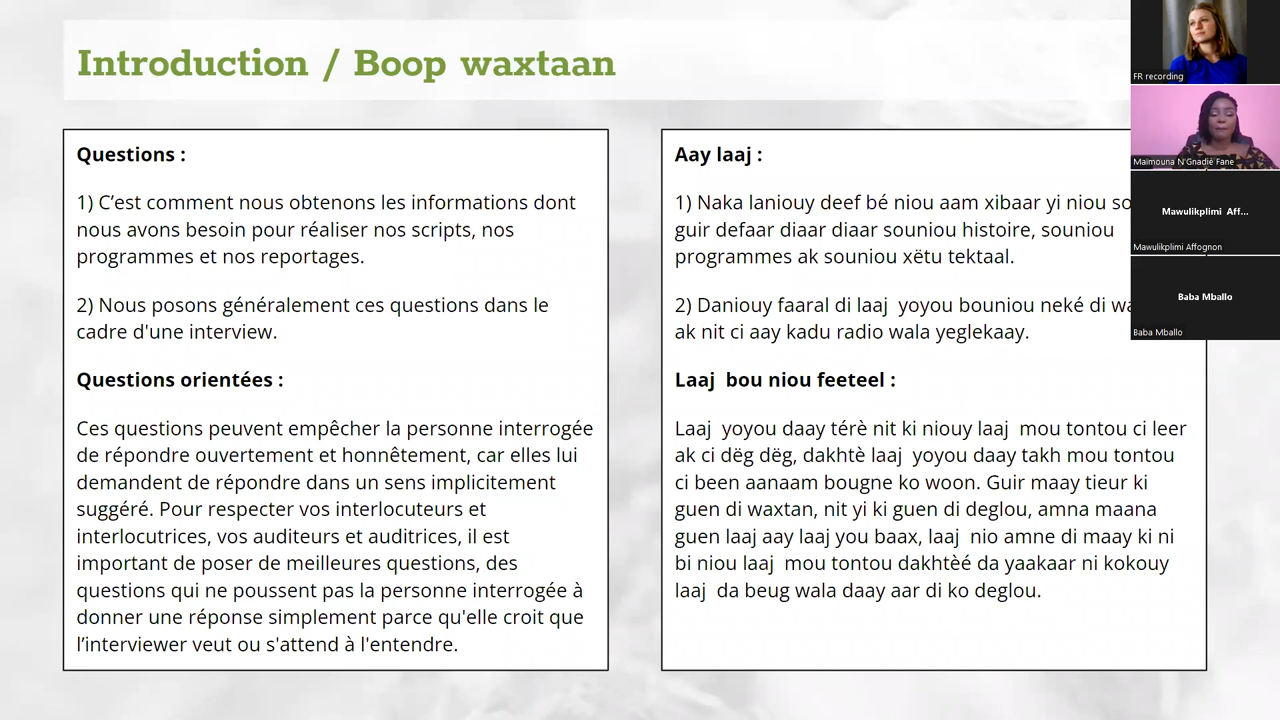 Introduction / Boop waxtaan
Questions :
1) C’est comment nous obtenons les informations dont
nous avons besoin pour réaliser nos scripts, nos
programmes et nos reportages.
2) Nous posons généralement ces questions dans le
cadre d'une interview.
Questions orientées :
Ces questions peuvent empêcher la personne interrogée
de répondre ouvertement et honnêtement, car elles lui
demandent de répondre dans un sens implicitement
suggéré. Pour respecter vos interlocuteurs et
interlocutrices, vos auditeurs et auditrices, il est
important de poser de meilleures questions, des
questions qui ne poussent pas la personne interrogée à
donner une réponse simplement parce qu'elle croit que
l’interviewer veut ou s'attend à l'entendre.
Aay laaj :
1) Naka laniouy deef bé niou aam xibaar yi niou
guir defaar diaar diaar souniou histoire, souniou
programmes ak souniou xëtu tektaal.
2) Daniouy faaral di laaj yoyou bouniou neké di
ak nit ci aay kadu radio wala yeglekaay.
Laaj bou niou feeteel :
Laaj yoyou daay térè nit ki niouy laaj mou tontou ci leer
ak ci dëg dëg, dakhtè laaj yoyou daay takh mou tontou
ci been aanaam bougne ko woon. Guir maay tieur ki
guen di waxtan, nit yi ki guen di deglou, amna maana
guen laaj aay laaj you baax, laaj nio amne di maay ki ni
bi niou laaj mou tontou dakhtèé da yaakaar ni kokouy
laaj da beug wala daay aar di ko deglou.
FR recording
Maïmouna N'Gnadié Fane
Mawulikplimi Aff...
Mawulikplimi Affognon
Baba Mballo
Baba Mballo